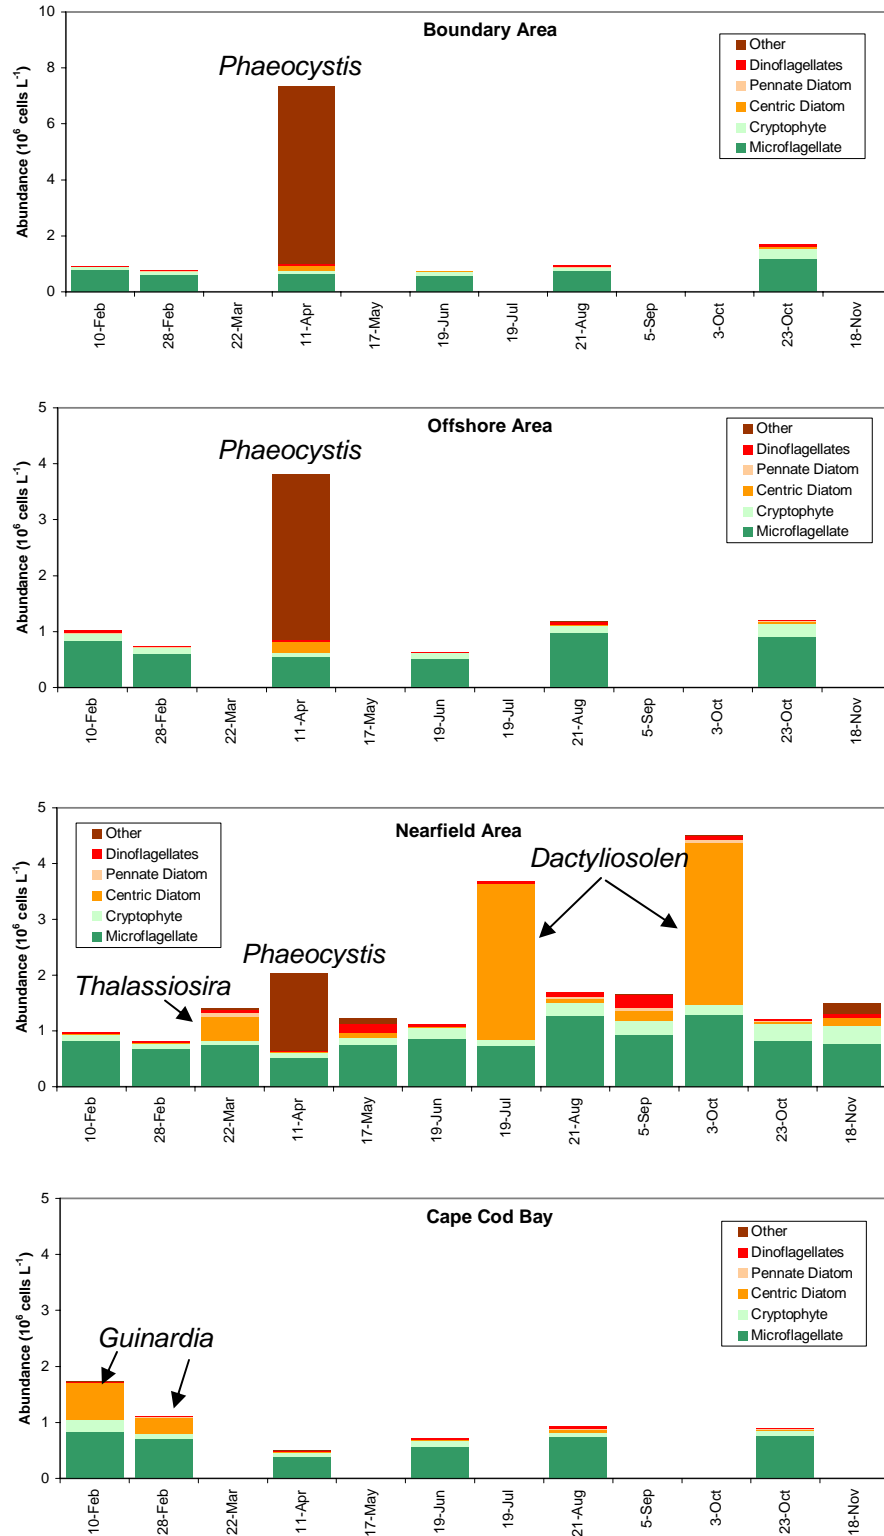 Boundary Area
Abundance (10⁶ cells L⁻¹)
10
8
6
4
2
0
Phaeocystis
Other
Dinoflagellates
Pennate Diatom
Centric Diatom
Cryptophyte
Microflagellate
10-Feb
28-Feb
22-Mar
11-Apr
17-May
19-Jun
19-Jul
21-Aug
5-Sep
3-Oct
23-Oct
18-Nov
Offshore Area
Abundance (10⁶ cells L⁻¹)
5
4
3
2
1
0
Phaeocystis
Other
Dinoflagellates
Pennate Diatom
Centric Diatom
Cryptophyte
Microflagellate
10-Feb
28-Feb
22-Mar
11-Apr
17-May
19-Jun
19-Jul
21-Aug
5-Sep
3-Oct
23-Oct
18-Nov
Nearfield Area
Abundance (10⁶ cells L⁻¹)
5
4
3
2
1
0
Other
Dinoflagellates
Pennate Diatom
Centric Diatom
Cryptophyte
Microflagellate
Dactyliosolen
Phaeocystis
Thalassiosira
10-Feb
28-Feb
22-Mar
11-Apr
17-May
19-Jun
19-Jul
21-Aug
5-Sep
3-Oct
23-Oct
18-Nov
Cape Cod Bay
Abundance (10⁶ cells L⁻¹)
5
4
3
2
1
0
Other
Dinoflagellates
Pennate Diatom
Centric Diatom
Cryptophyte
Microflagellate
Guinardia
10-Feb
28-Feb
22-Mar
11-Apr
17-May
19-Jun
19-Jul
21-Aug
5-Sep
3-Oct
23-Oct
18-Nov